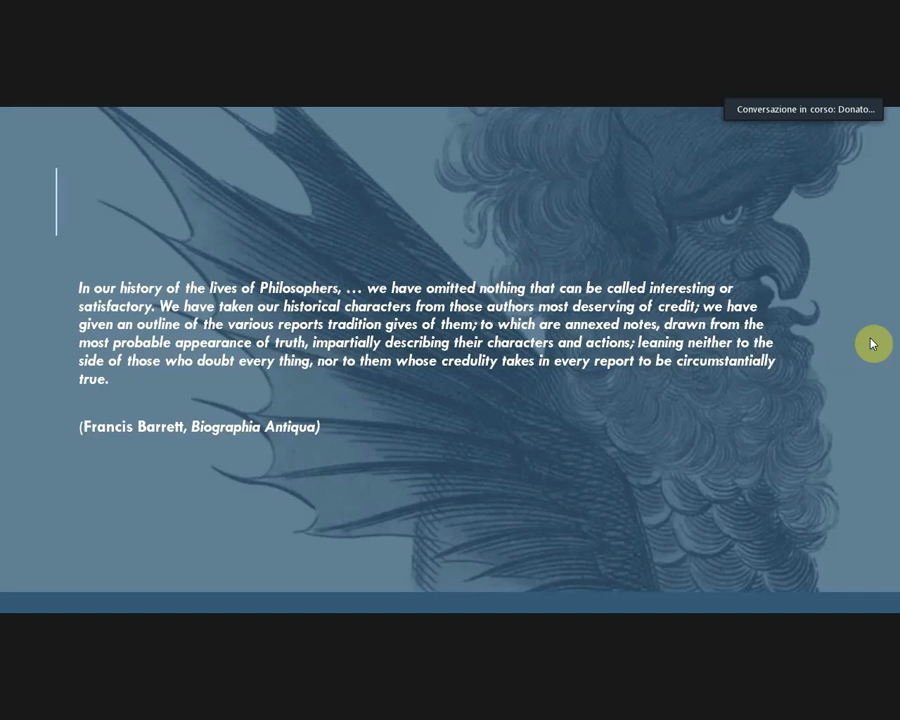 Conversazione in corso: Donato...
In our history of the lives of Philosophers, … we have omitted nothing that can be called interesting or
satisfactory. We have taken our historical characters from those authors most deserving of credit; we have
given an outline of the various reports tradition gives of them; to which are annexed notes, drawn from the
most probable appearance of truth, impartially describing their characters and actions; leaning neither to the
side of those who doubt every thing, nor to them whose credulity takes in every report to be circumstantially
true.
(Francis Barrett, Biographia Antiqua)